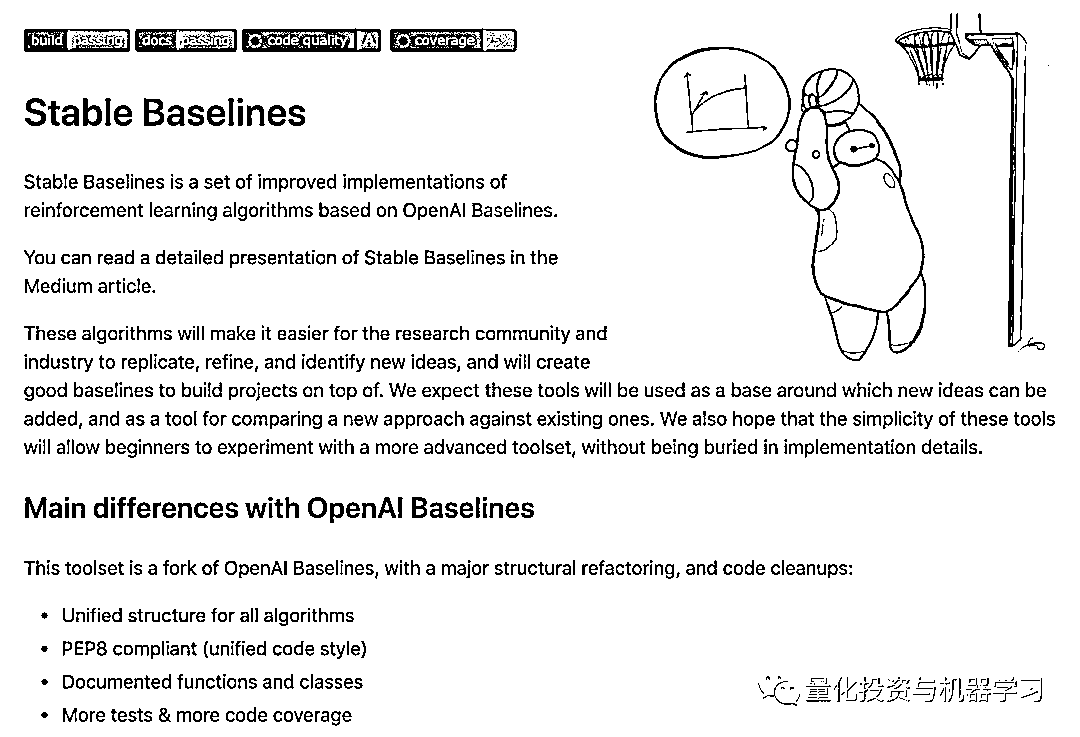 build passing docs passing code quality A coverage
Stable Baselines
Stable Baselines is a set of improved implementations of
reinforcement learning algorithms based on OpenAI Baselines.
You can read a detailed presentation of Stable Baselines in the
Medium article.
These algorithms will make it easier for the research community and
industry to replicate, refine, and identify new ideas, and will create
good baselines to build projects on top of. We expect these tools will be used as a base around which new ideas can be
added, and as a tool for comparing a new approach against existing ones. We also hope that the simplicity of these tools
will allow beginners to experiment with a more advanced toolset, without being buried in implementation details.
Main differences with OpenAI Baselines
This toolset is a fork of OpenAI Baselines, with a major structural refactoring, and code cleanups:
• Unified structure for all algorithms
• PEP8 compliant (unified code style)
• Documented functions and classes
• More tests & more code coverage
量化投资与机器学习